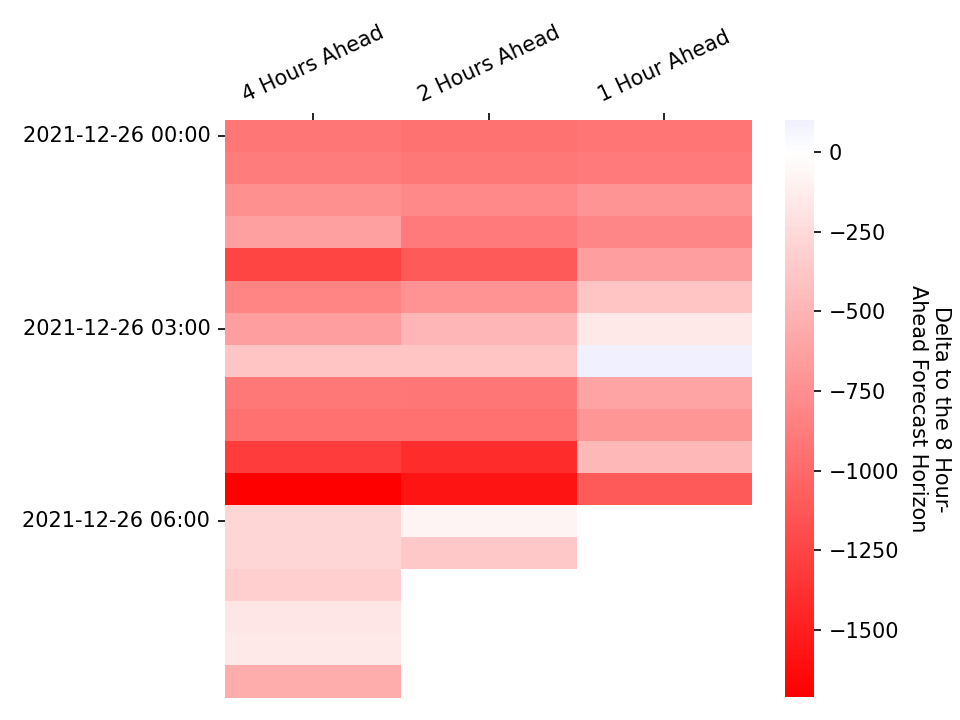 4 Hours Ahead
2 Hours Ahead
1 Hour Ahead
2021-12-26 00:00
2021-12-26 03:00
2021-12-26 06:00
0
−250
−500
−750
−1000
−1250
−1500
Delta to the 8 Hour-
Ahead Forecast Horizon